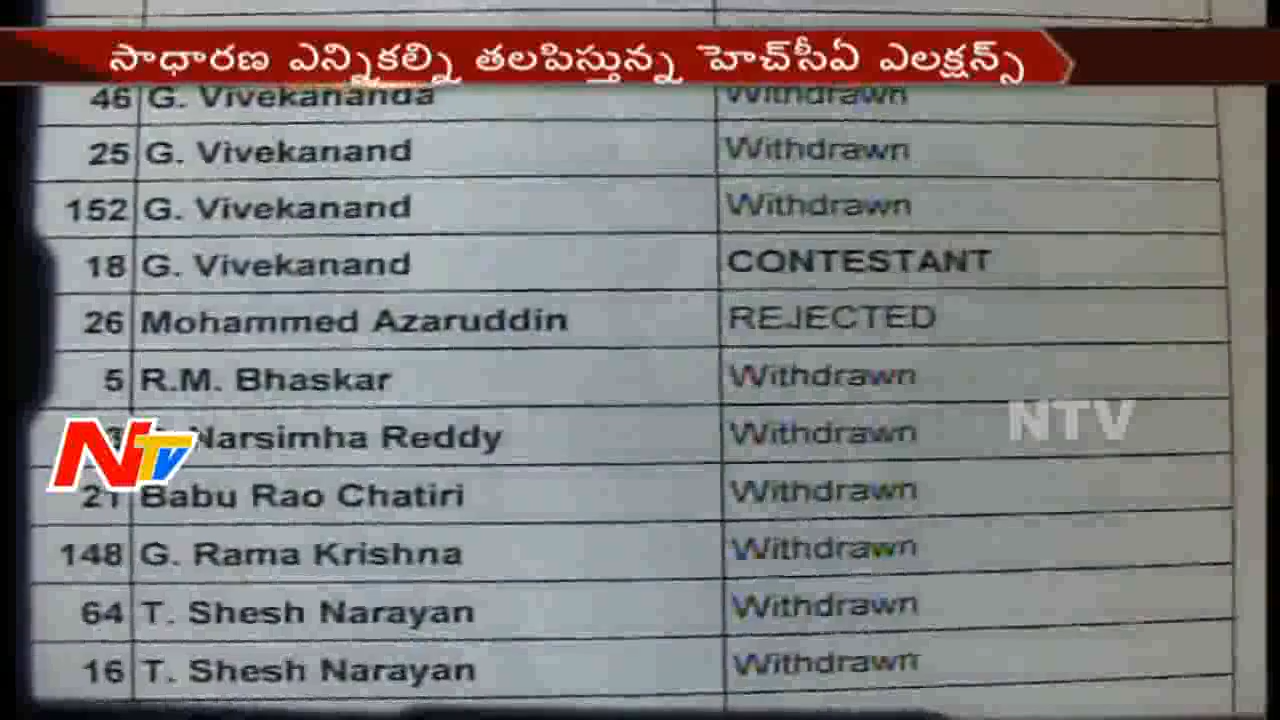 సాధారణ ఎన్నికల్ని తలపిస్తున్న హెచ్‌సీఏ ఎలక్షన్స్
46 G. Vivekananda Withdrawn
25 G. Vivekanand Withdrawn
152 G. Vivekanand Withdrawn
18 G. Vivekanand CONTESTANT
26 Mohammed Azaruddin REJECTED
5 R.M. Bhaskar Withdrawn
Narsimha Reddy Withdrawn
21 Babu Rao Chatiri Withdrawn
148 G. Rama Krishna Withdrawn
64 T. Shesh Narayan Withdrawn
16 T. Shesh Narayan Withdrawn
NTV
NTV